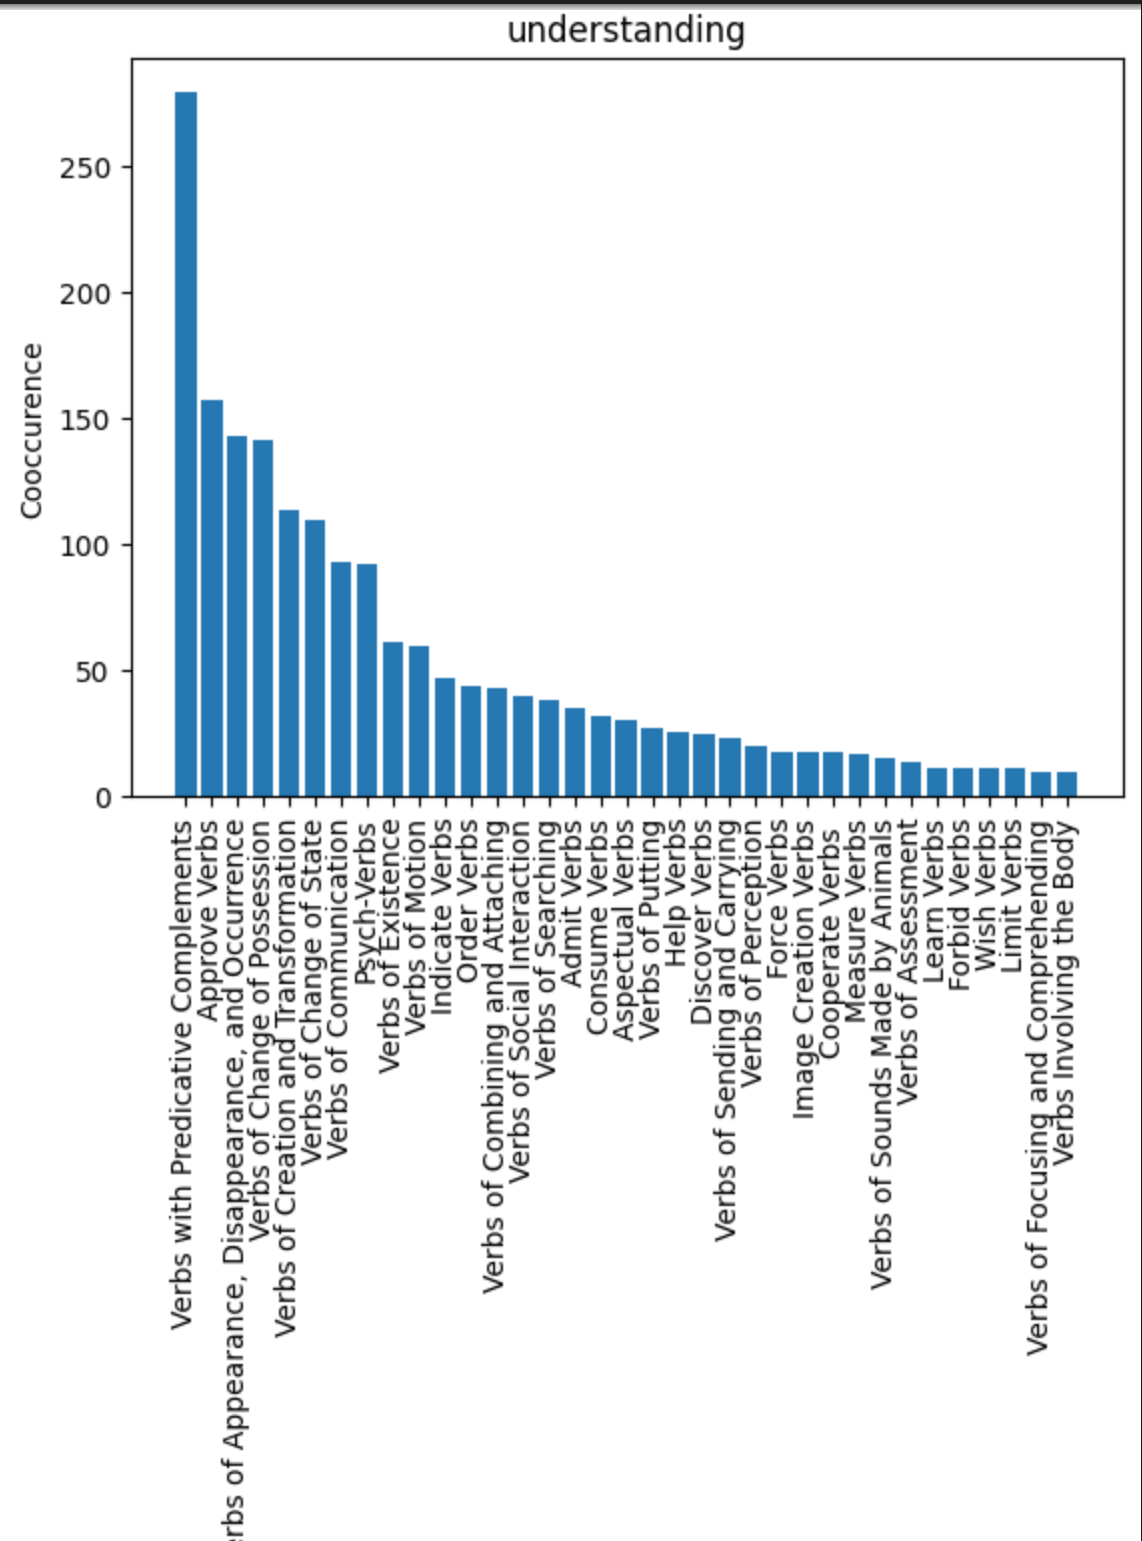 understanding
Cooccurence
250
200
150
100
50
0
Verbs with Predicative Complements
Approve Verbs
erbs of Appearance, Disappearance, and Occurrence
Verbs of Change of Possession
Verbs of Creation and Transformation
Verbs of Change of State
Verbs of Communication
Psych-Verbs
Verbs of Existence
Verbs of Motion
Indicate Verbs
Order Verbs
Verbs of Combining and Attaching
Verbs of Social Interaction
Verbs of Searching
Admit Verbs
Consume Verbs
Aspectual Verbs
Verbs of Putting
Help Verbs
Discover Verbs
Verbs of Sending and Carrying
Verbs of Perception
Force Verbs
Image Creation Verbs
Cooperate Verbs
Measure Verbs
Verbs of Sounds Made by Animals
Verbs of Assessment
Learn Verbs
Forbid Verbs
Wish Verbs
Limit Verbs
Verbs of Focusing and Comprehending
Verbs Involving the Body